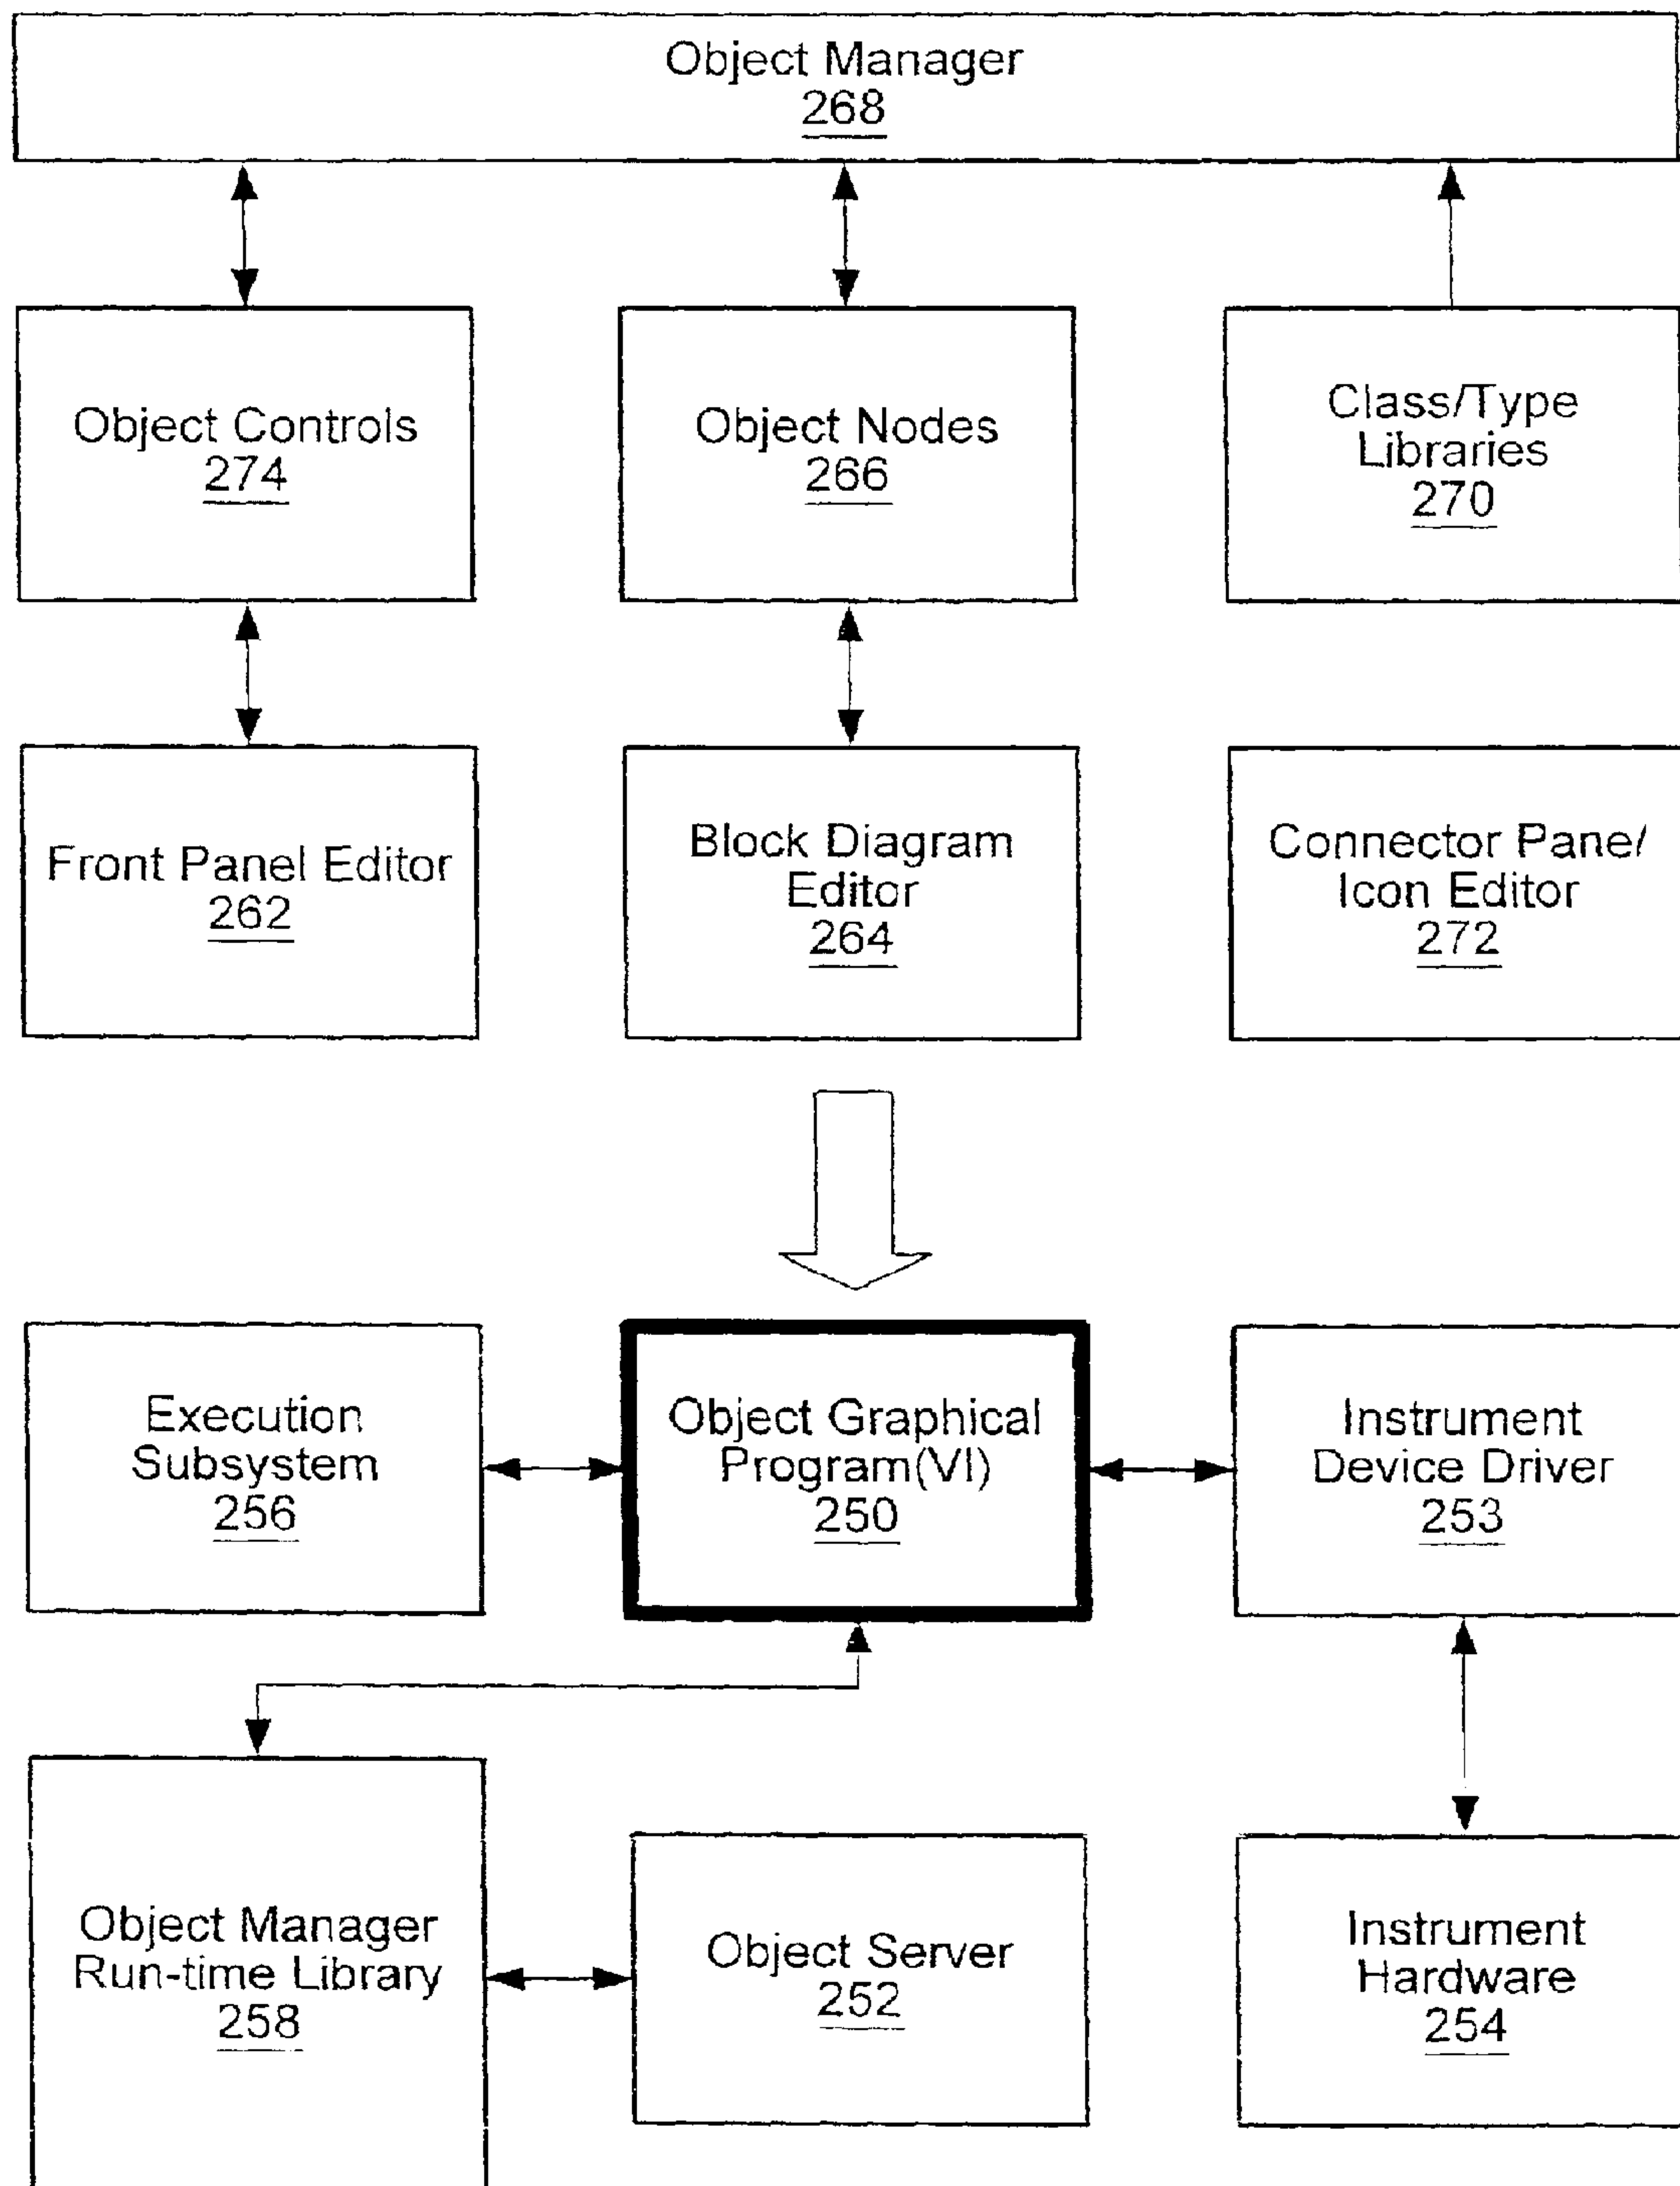 Object Manager
268
Object Controls
274
Object Nodes
266
Class/Type
Libraries
270
Front Panel Editor
262
Block Diagram
Editor
264
Connector Pane/
Icon Editor
272
Execution
Subsystem
256
Object Graphical
Program(VI)
250
Instrument
Device Driver
253
Object Manager
Run-time Library
258
Object Server
252
Instrument
Hardware
254